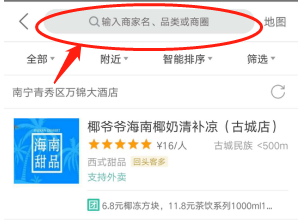 输入商家名、品类或商圈
地图
全部 附近 智能排序 筛选
南宁青秀区万锦大酒店
海南
甜品
椰爷爷海南椰奶清补凉（古城店）
¥16/人 古城民族 <500m
西式甜品 回头客多
支持外卖
团 6.8元椰冻方块，11.8元茶饮系列1000ml1...